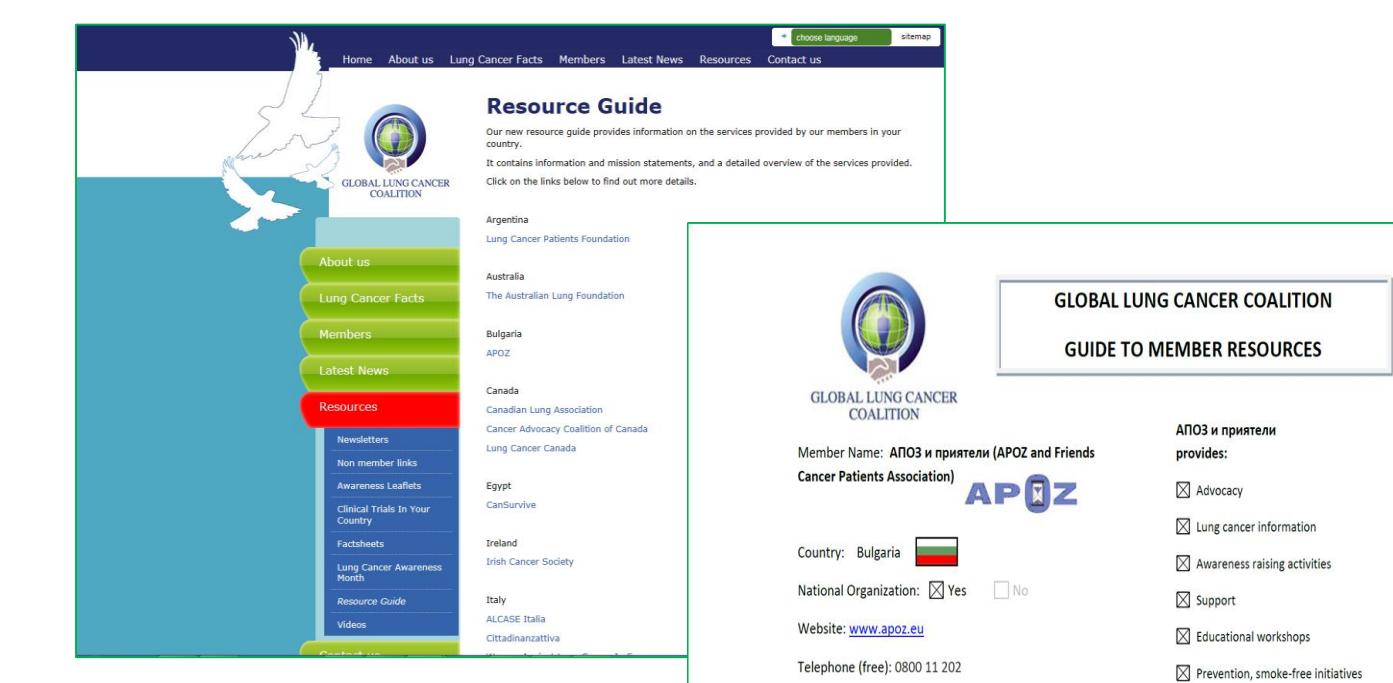 choose language
sitemap
Home About us Lung Cancer Facts Members Latest News Resources Contact us
GLOBAL LUNG CANCER
COALITION
About us
Lung Cancer Facts
Members
Latest News
Resources
Newsletters
Non member links
Awareness Leaflets
Clinical Trials In Your
Country
Factsheets
Lung Cancer Awareness
Month
Resource Guide
Videos
Contact us
Resource Guide
Our new resource guide provides information on the services provided by our members in your
country.
It contains information and mission statements, and a detailed overview of the services provided.
Click on the links below to find out more details.
Argentina
Lung Cancer Patients Foundation
Australia
The Australian Lung Foundation
Bulgaria
APOZ
Canada
Canadian Lung Association
Cancer Advocacy Coalition of Canada
Lung Cancer Canada
Egypt
CanSurvive
Ireland
Irish Cancer Society
Italy
ALCASE Italia
Cittadinanzattiva
GLOBAL LUNG CANCER
COALITION
GLOBAL LUNG CANCER COALITION
GUIDE TO MEMBER RESOURCES
Member Name: АПОЗ и приятели (APOZ and Friends
Cancer Patients Association)
APOZ
Country: Bulgaria
National Organization: Yes No
Website: www.apoz.eu
Telephone (free): 0800 11 202
АПОЗ и приятели
provides:
Advocacy
Lung cancer information
Awareness raising activities
Support
Educational workshops
Prevention, smoke-free initiatives